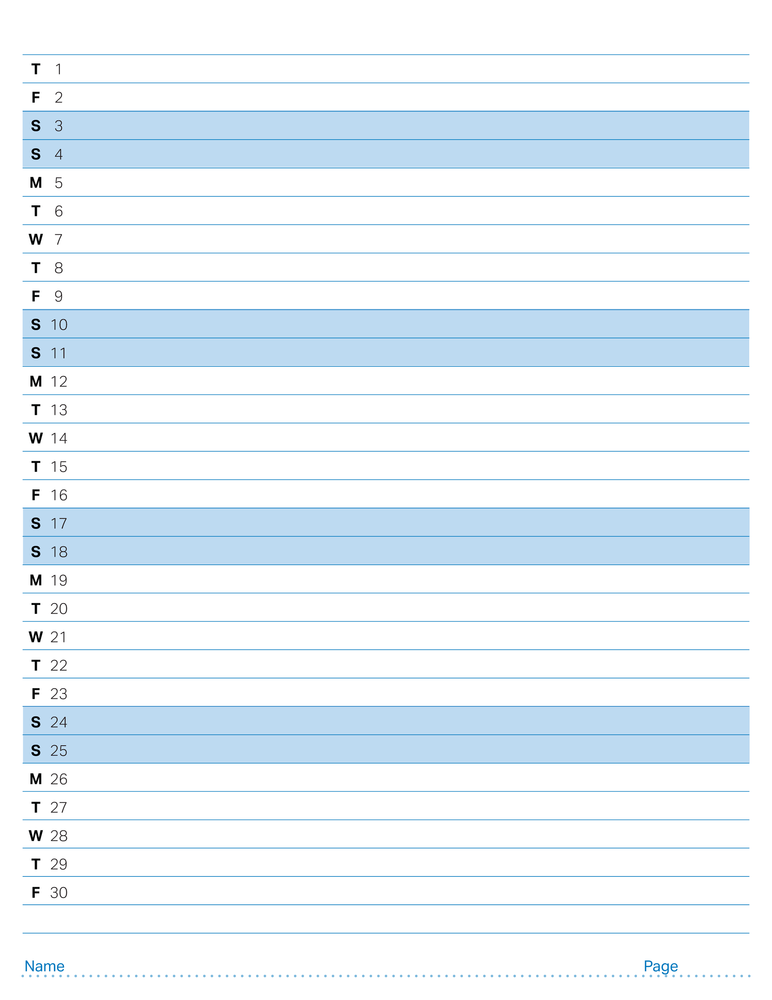 T 1
F 2
S 3
S 4
M 5
T 6
W 7
T 8
F 9
S 10
S 11
M 12
T 13
W 14
T 15
F 16
S 17
S 18
M 19
T 20
W 21
T 22
F 23
S 24
S 25
M 26
T 27
W 28
T 29
F 30
Name Page